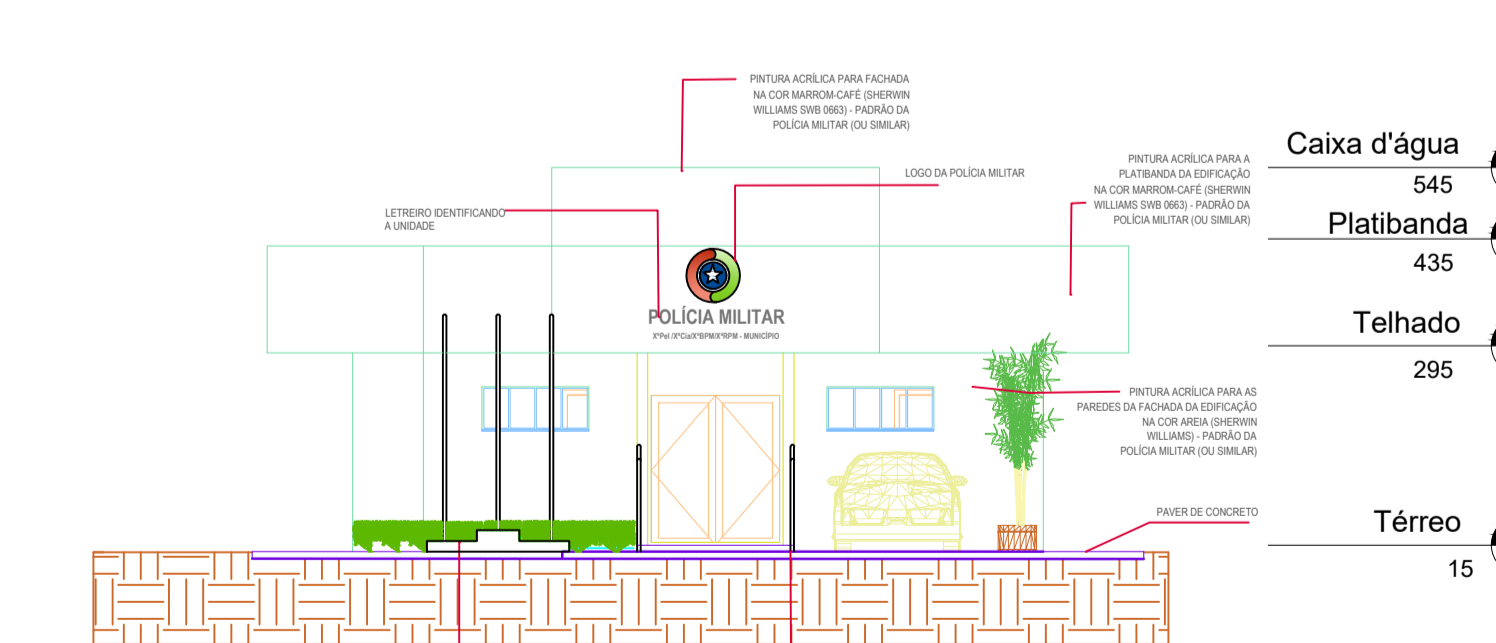 PINTURA ACRÍLICA PARA FACHADA
NA COR MARROM-CAFÉ (SHERWIN
WILLIAMS SWB 0663) - PADRÃO DA
POLÍCIA MILITAR (OU SIMILAR)
LOGO DA POLÍCIA MILITAR
PINTURA ACRÍLICA PARA A
PLATIBANDA DA EDIFICAÇÃO
NA COR MARROM-CAFÉ (SHERWIN
WILLIAMS SWB 0663) - PADRÃO DA
POLÍCIA MILITAR (OU SIMILAR)
LETREIRO IDENTIFICANDO
A UNIDADE
POLÍCIA MILITAR
XºPel /XºCia/XºBPM/XºRPM - MUNICÍPIO
PINTURA ACRÍLICA PARA AS
PAREDES DA FACHADA DA EDIFICAÇÃO
NA COR AREIA (SHERWIN
WILLIAMS) - PADRÃO DA
POLÍCIA MILITAR (OU SIMILAR)
PAVER DE CONCRETO
Caixa d'água
545
Platibanda
435
Telhado
295
Térreo
15